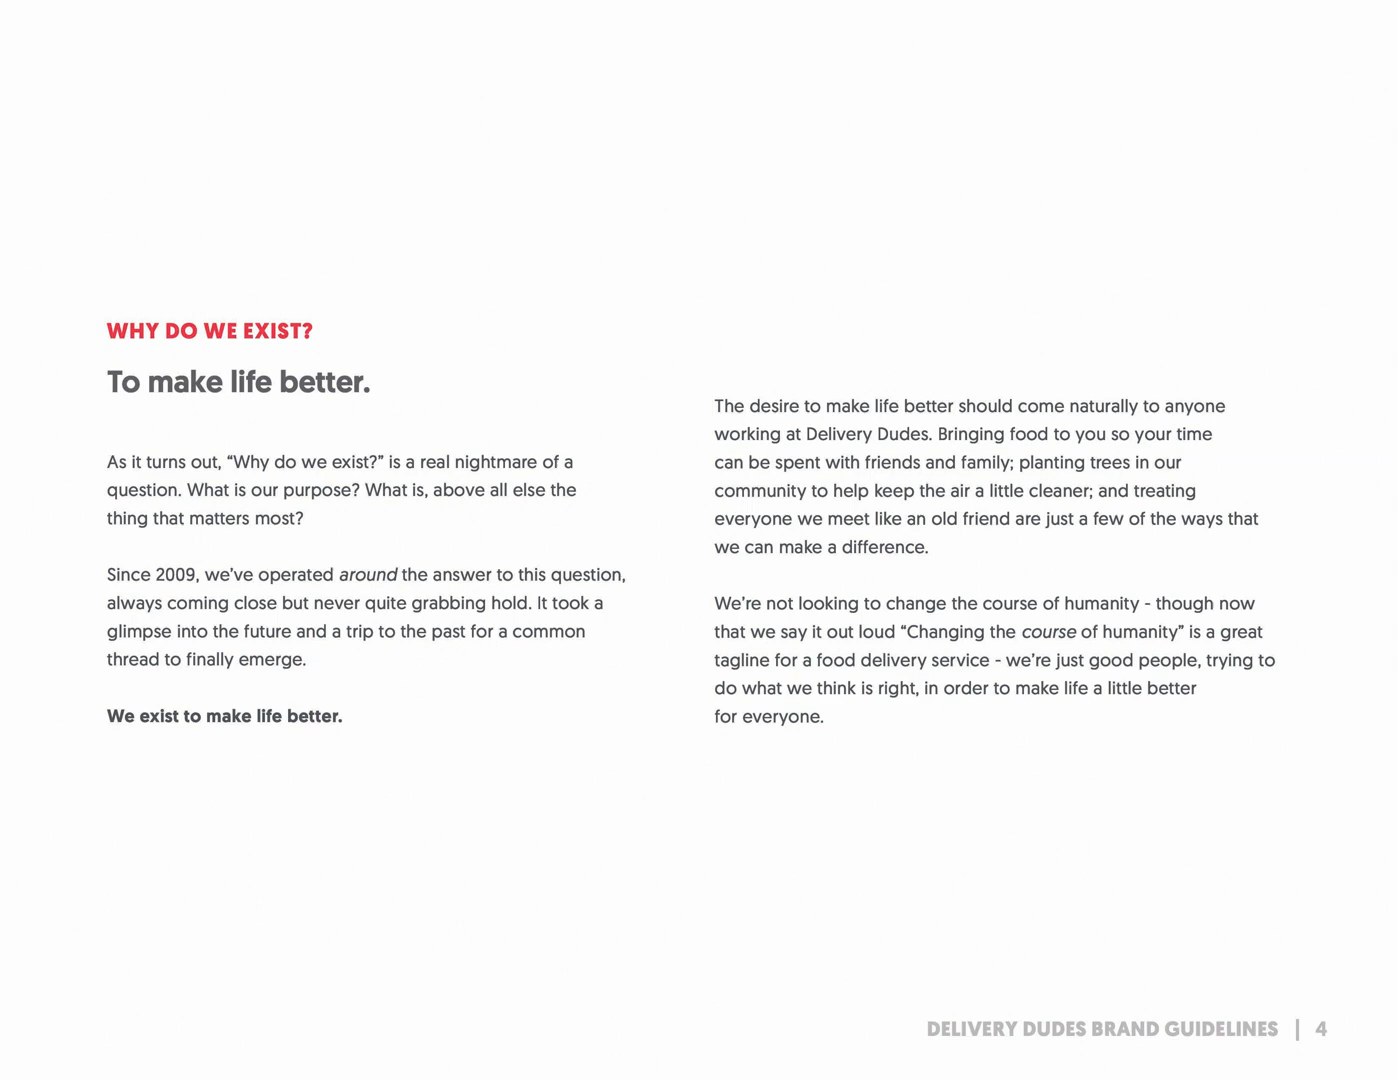 WHY DO WE EXIST?
To make life better.
As it turns out, “Why do we exist?” is a real nightmare of a
question. What is our purpose? What is, above all else the
thing that matters most?
Since 2009, we’ve operated around the answer to this question,
always coming close but never quite grabbing hold. It took a
glimpse into the future and a trip to the past for a common
thread to finally emerge.
We exist to make life better.
The desire to make life better should come naturally to anyone
working at Delivery Dudes. Bringing food to you so your time
can be spent with friends and family; planting trees in our
community to help keep the air a little cleaner; and treating
everyone we meet like an old friend are just a few of the ways that
we can make a difference.
We’re not looking to change the course of humanity - though now
that we say it out loud “Changing the course of humanity” is a great
tagline for a food delivery service - we’re just good people, trying to
do what we think is right, in order to make life a little better
for everyone.
DELIVERY DUDES BRAND GUIDELINES | 4